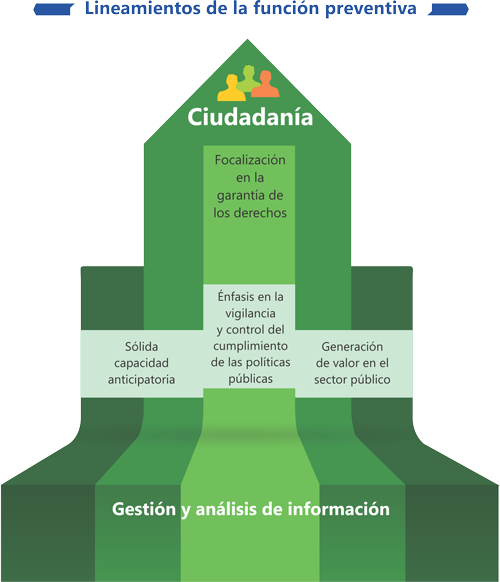 Lineamientos de la función preventiva
Ciudadanía
Focalización
en la
garantía de
los derechos
Énfasis en la
vigilancia
y control del
cumplimiento
de las políticas
públicas
Sólida
capacidad
anticipatoria
Generación
de valor en el
sector público
Gestión y análisis de información